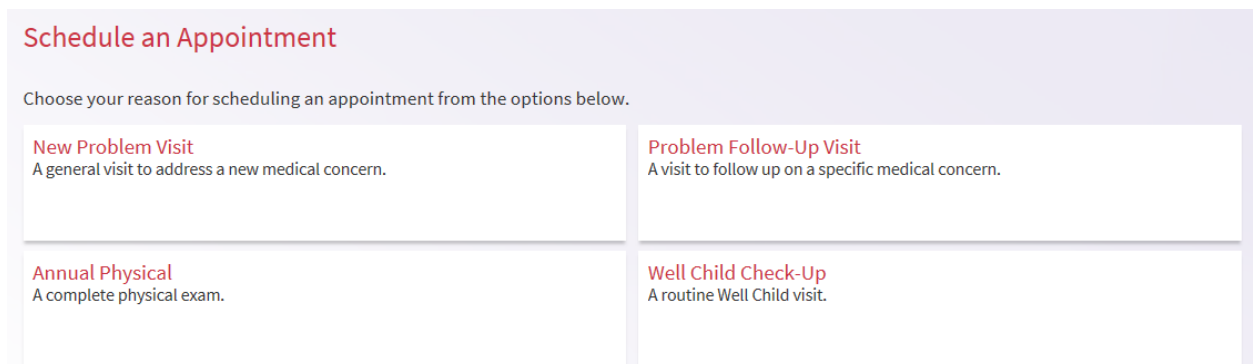 Schedule an Appointment
Choose your reason for scheduling an appointment from the options below.
New Problem Visit
A general visit to address a new medical concern.
Problem Follow-Up Visit
A visit to follow up on a specific medical concern.
Annual Physical
A complete physical exam.
Well Child Check-Up
A routine Well Child visit.